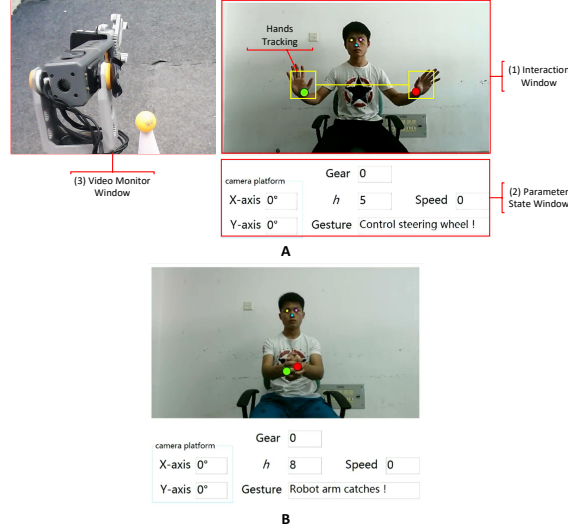 Hands
Tracking
(1) Interaction
Window
(3) Video Monitor
Window
camera platform
Gear 0
X-axis 0° h 5 Speed 0
Y-axis 0° Gesture Control steering wheel !
(2) Parameter
State Window
A
camera platform
Gear 0
X-axis 0° h 8 Speed 0
Y-axis 0° Gesture Robot arm catches !
B